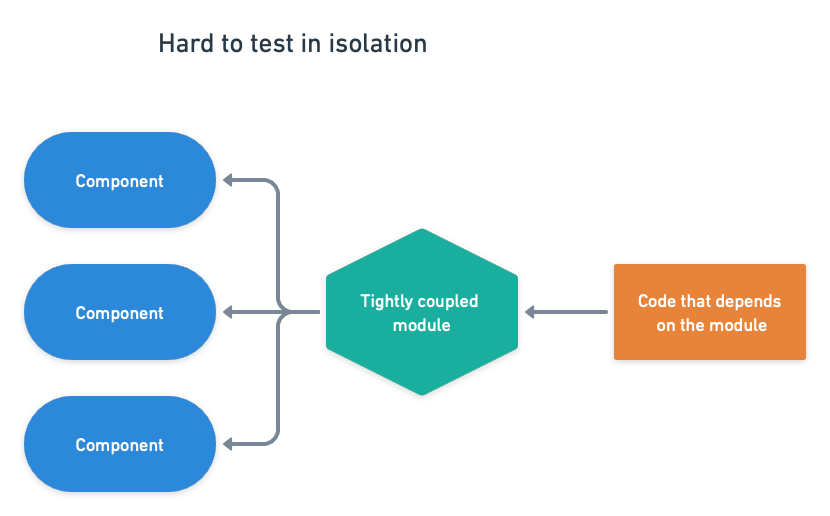 Hard to test in isolation
Component
Component
Component
Tightly coupled
module
Code that depends
on the module